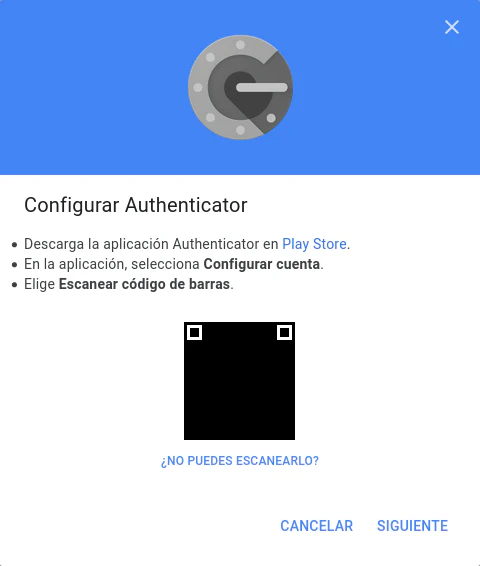 Configurar Authenticator
Descarga la aplicación Authenticator en Play Store.
En la aplicación, selecciona Configurar cuenta.
Elige Escanear código de barras.
¿NO PUEDES ESCANEARLO?
CANCELAR SIGUIENTE